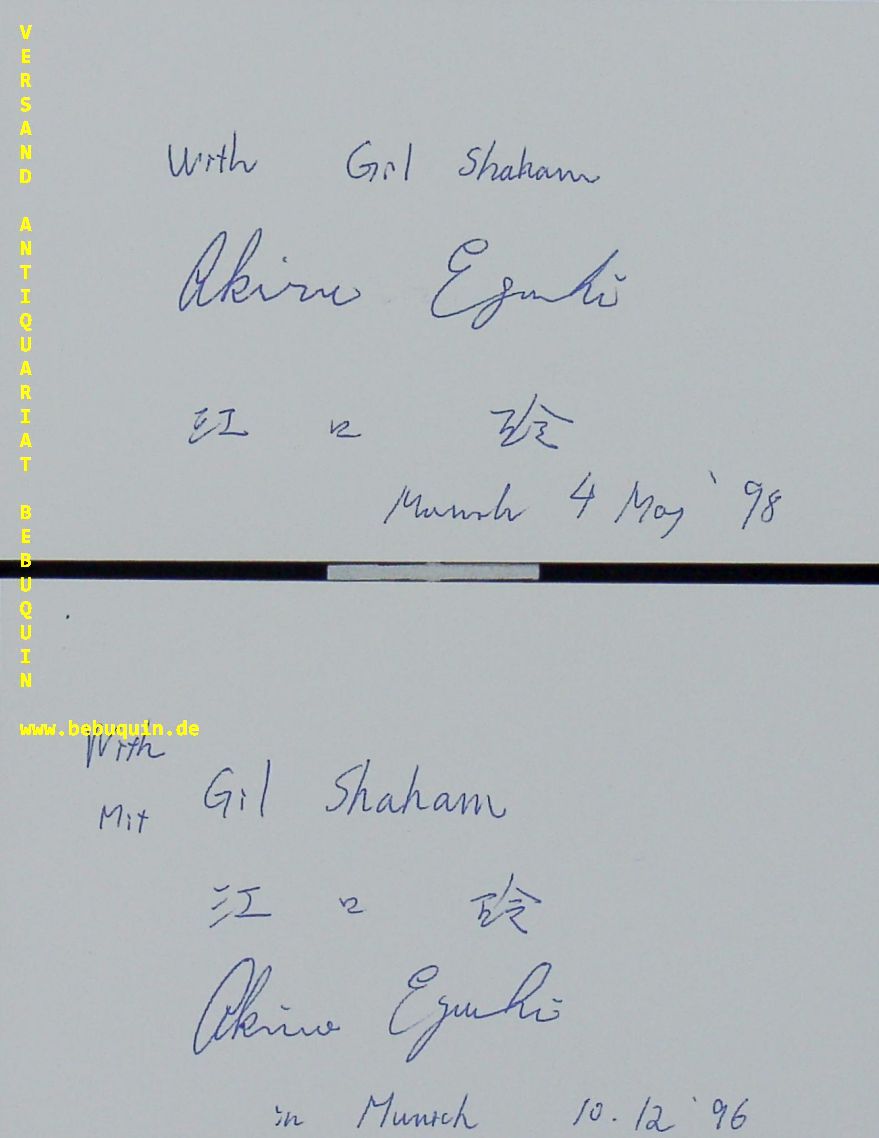 VERSAND ANTIQUARIAT BEBUQUIN
www.bebuquin.de
With Gil Shaham
Akira Eguchi
江 口 玲
Munich 4 May '98
With
Mit Gil Shaham
江 口 玲
Akira Eguchi
in Munich 10.12 '96